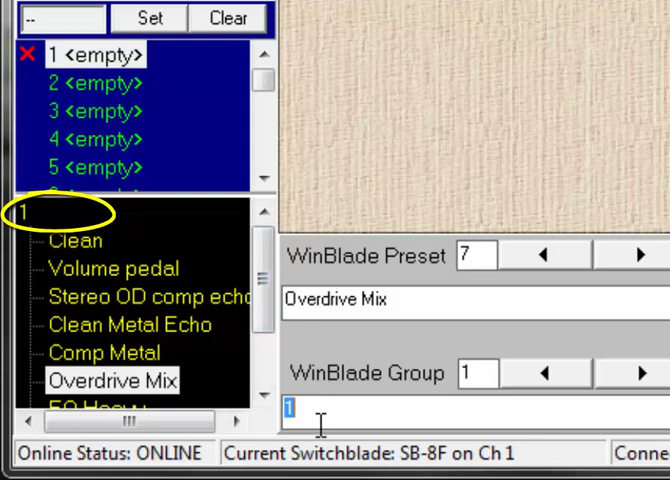 -- Set Clear
1 <empty>
2 <empty>
3 <empty>
4 <empty>
5 <empty>
1
Clean
Volume pedal
Stereo OD comp echo
Clean Metal Echo
Comp Metal
Overdrive Mix
WinBlade Preset 7
Overdrive Mix
WinBlade Group 1
1
Online Status: ONLINE Current Switchblade: SB-8F on Ch 1 Conne